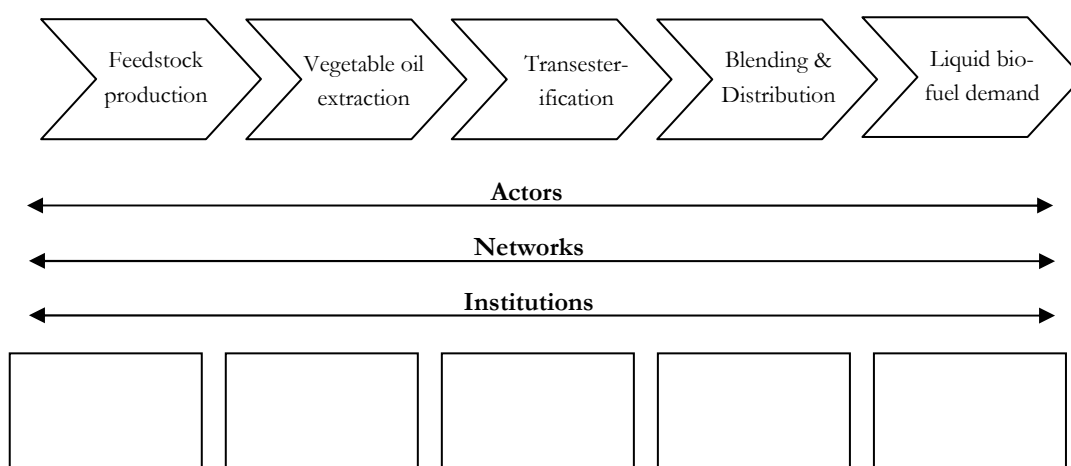 Feedstock
production
Vegetable oil
extraction
Transester-
ification
Blending &
Distribution
Liquid bio-
fuel demand
Actors
Networks
Institutions